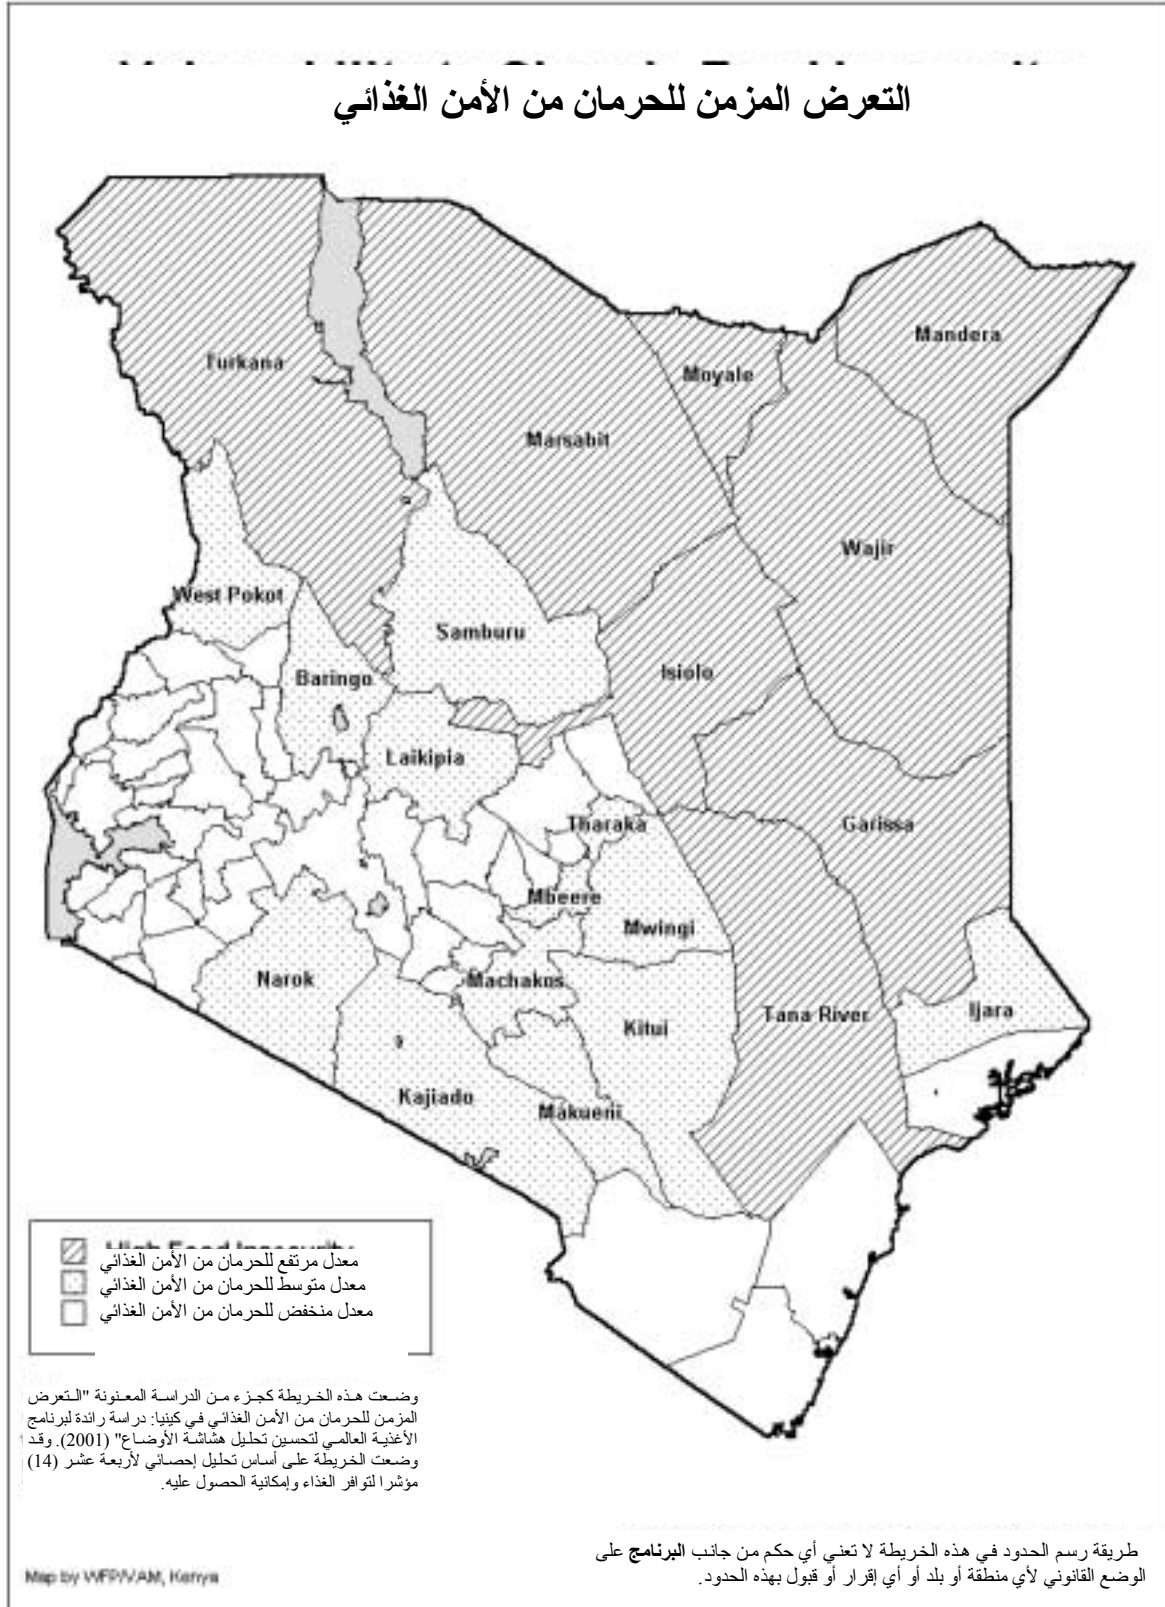 التعرض المزمن للحرمان من الأمن الغذائي
Turkana
Mandera
Moyale
Marsabit
Wajir
West Pokot
Samburu
Isiolo
Baringo
Laikipia
Tharaka
Garissa
Mbeere
Mwingi
Narok
Machakos
Kitui
Tana River
Ijara
Kajiado
Makueni
معدل مرتفع للحرمان من الأمن الغذائي
معدل متوسط للحرمان من الأمن الغذائي
معدل منخفض للحرمان من الأمن الغذائي
وضعت هذه الخريطة كجزء من الدراسة المعنونة "التعرض
المزمن للحرمان من الأمن الغذائي في كينيا: دراسة رائدة لبرنامج
الأغذية العالمي لتحسين تحليل هشاشة الأوضاع" (2001). وقد
وضعت الخريطة على أساس تحليل إحصائي لأربعة عشر (14)
مؤشرا لتوافر الغذاء وإمكانية الحصول عليه.
طريقة رسم الحدود في هذه الخريطة لا تعني أي حكم من جانب البرنامج على
الوضع القانوني لأي منطقة أو بلد أو أي إقرار أو قبول بهذه الحدود.
Map by WFP/VAM, Kenya